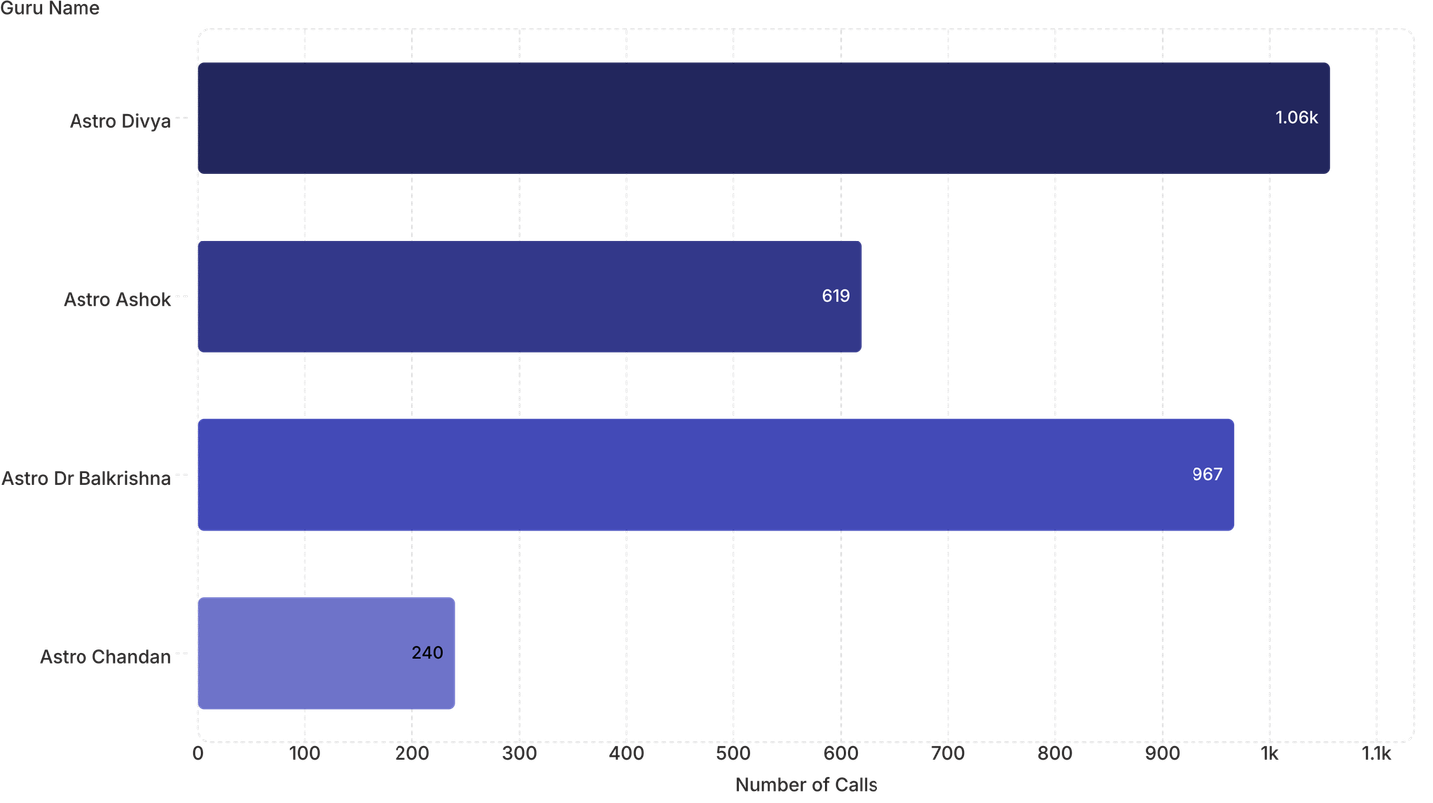 Guru Name
Astro Divya
1.06k
Astro Ashok
619
Astro Dr Balkrishna
967
Astro Chandan
240
0 100 200 300 400 500 600 700 800 900 1k 1.1k
Number of Calls